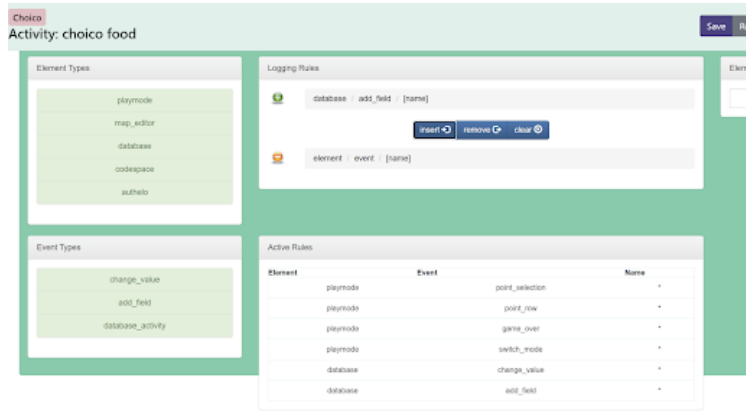 Choico
Activity: choico food
Save
Element Types
playmode
map_editor
database
codespace
authelo
Event Types
change_value
add_field
database_activity
Logging Rules
database / add_field / [name]
insert remove clear
element / event / [name]
Active Rules
Element Event Name
playmode point_selection *
playmode point_row *
playmode game_over *
playmode switch_mode *
database change_value *
database add_field *
Elem